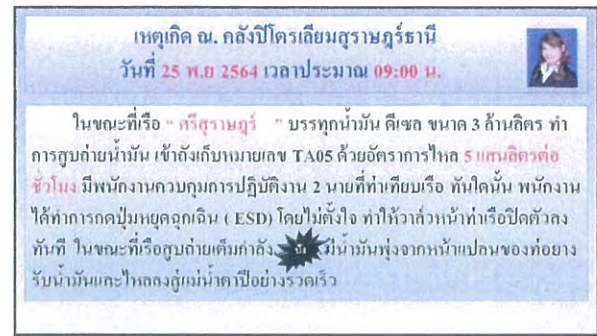 เหตุเกิด ณ. คลังปิโตรเลียมสุราษฎร์ธานี
วันที่ 25 พ.ย 2564 เวลาประมาณ 09:00 น.
ในขณะที่เรือ “ ศรีสุราษฎร์ ” บรรทุกน้ำมัน ดีเซล ขนาด 3 ล้านลิตร ทำ
การสูบถ่ายน้ำมัน เข้าถังเก็บหมายเลข TA05 ด้วยอัตราการไหล 5 แสนลิตรต่อ
ชั่วโมง มีพนักงานควบคุมการปฏิบัติงาน 2 นายที่ท่าเทียบเรือ ทันใดนั้น พนักงาน
ได้ทำการกดปุ่มหยุดฉุกเฉิน ( ESD) โดยไม่ตั้งใจ ทำให้วาล์วหน้าท่าเรือปิดตัวลง
ทันที ในขณะที่เรือสูบถ่ายเต็มกำลัง มีน้ำมันพุ่งจากหน้าแปลนของท่อยาง
รับน้ำมันและไหลลงสู่แม่น้ำตาปีอย่างรวดเร็ว